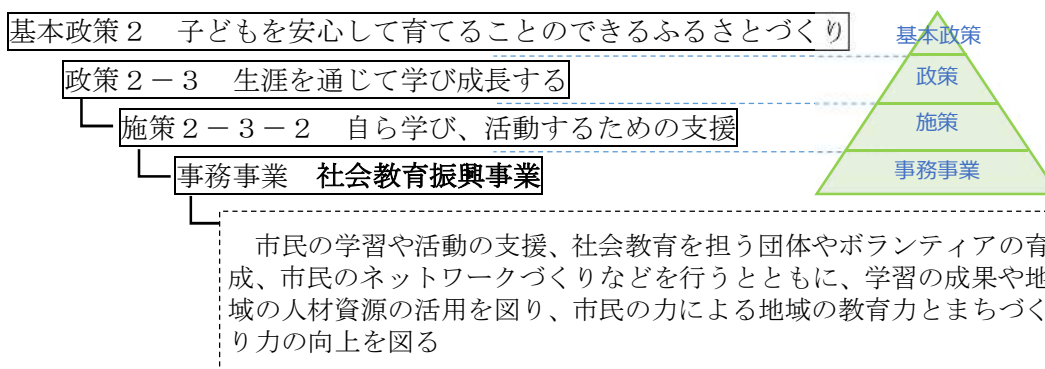 基本政策２　子どもを安心して育てることのできるふるさとづくり
政策２－３　生涯を通じて学び成長する
施策２－３－２　自ら学び、活動するための支援
事務事業　社会教育振興事業
市民の学習や活動の支援、社会教育を担う団体やボランティアの育
成、市民のネットワークづくりなどを行うとともに、学習の成果や地
域の人材資源の活用を図り、市民の力による地域の教育力とまちづく
り力の向上を図る
基本政策
政策
施策
事務事業